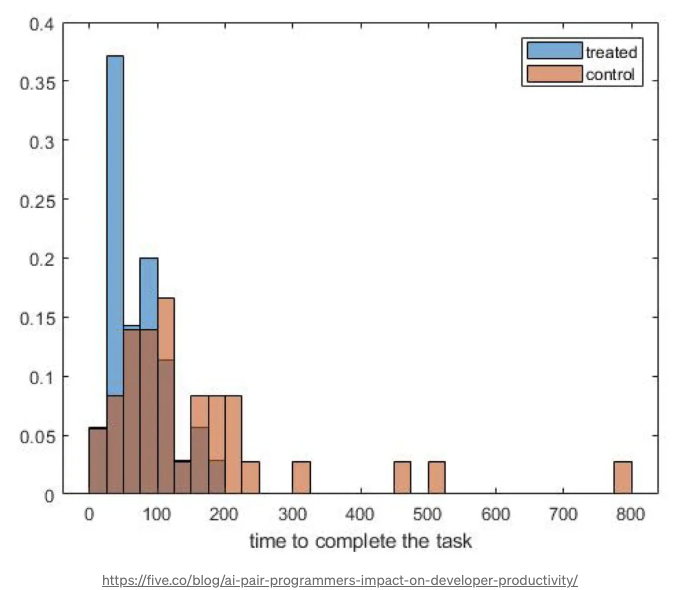 0.4
treated
control
0.35
0.3
0.25
0.2
0.15
0.1
0.05
0
0 100 200 300 400 500 600 700 800
time to complete the task
https://five.co/blog/ai-pair-programmers-impact-on-developer-productivity/